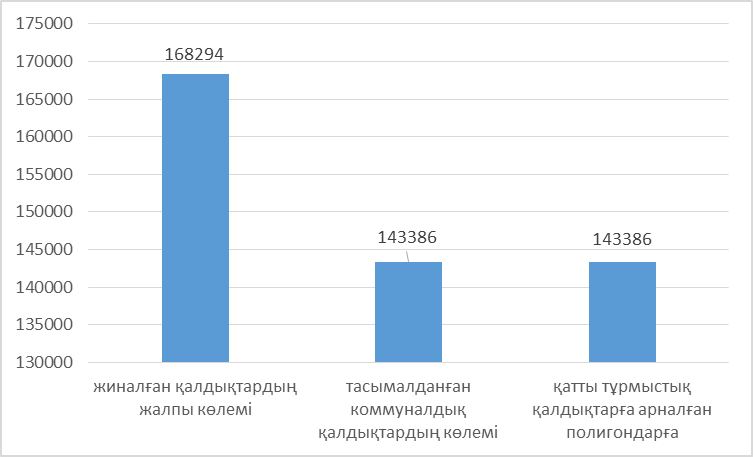 175000
170000
165000
160000
155000
150000
145000
140000
135000
130000
168294
143386
143386
жиналған қалдықтардың
жалпы көлемі
тасымалданған
коммуналдық
қалдықтардың көлемі
қатты тұрмыстық
қалдықтарға арналған
полигондарға